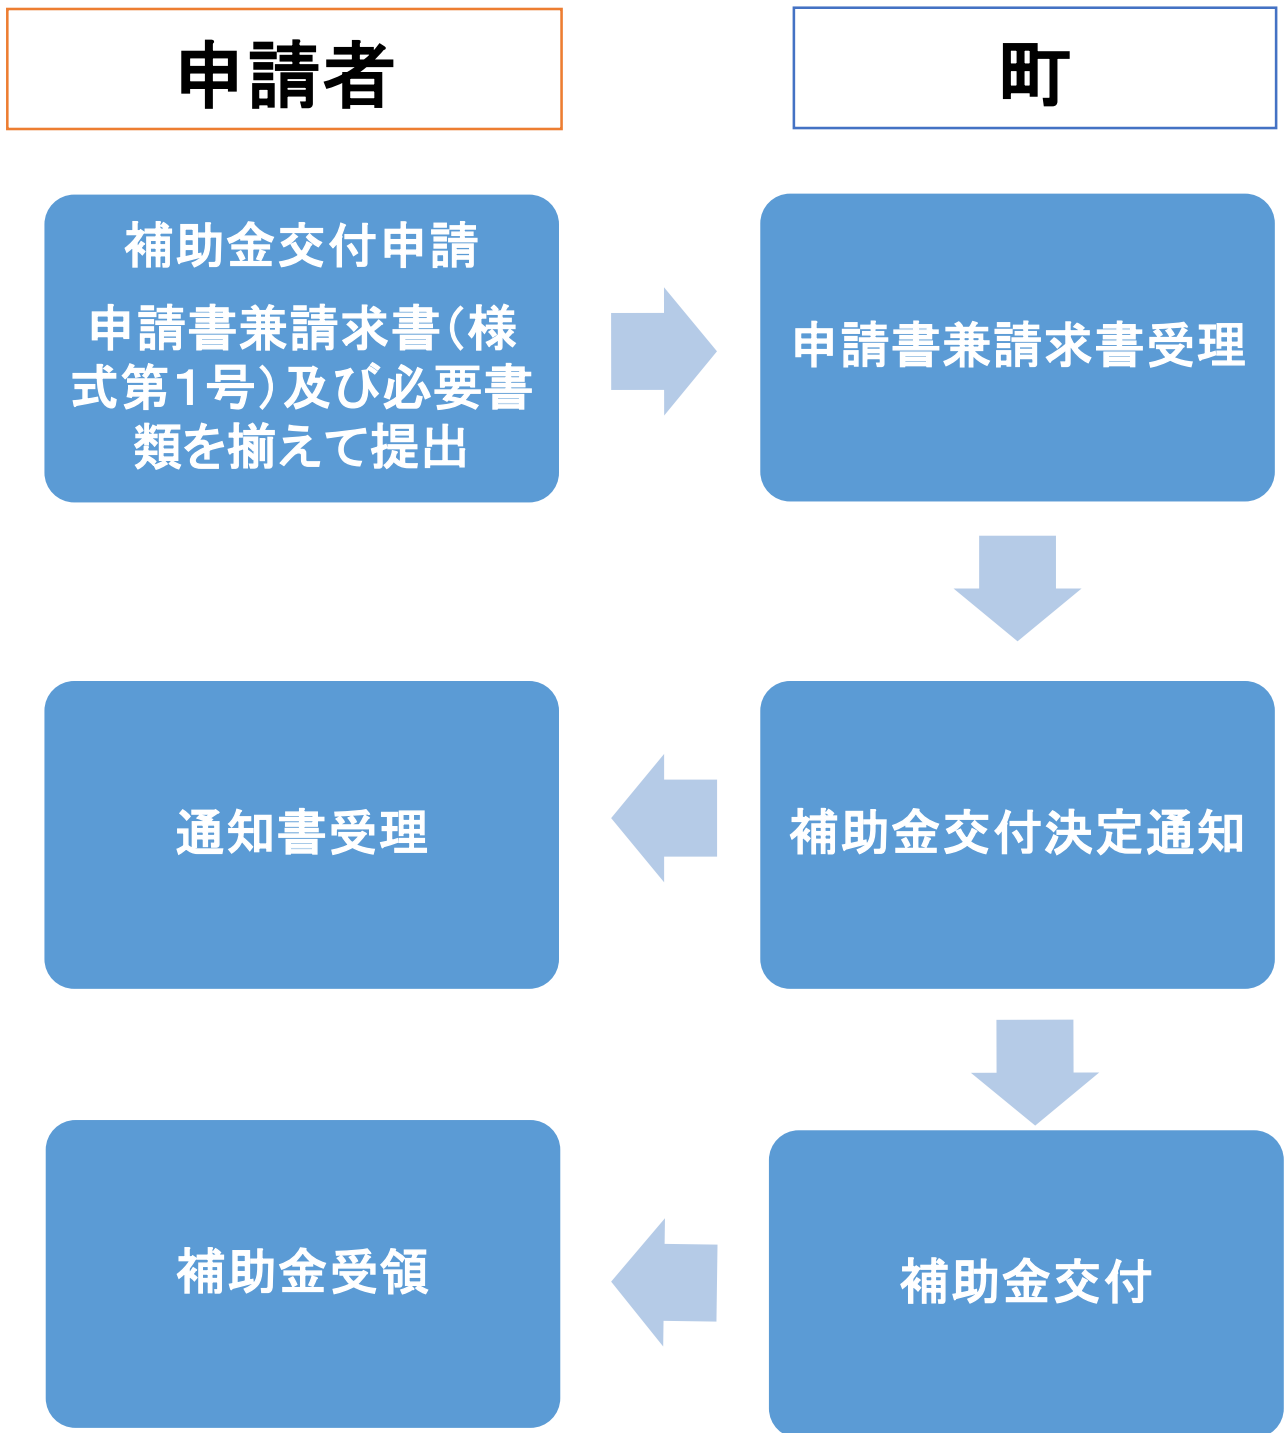 申請者
町
補助金交付申請
申請書兼請求書（様
式第１号）及び必要書
類を揃えて提出
申請書兼請求書受理
補助金交付決定通知
通知書受理
補助金交付
補助金受領